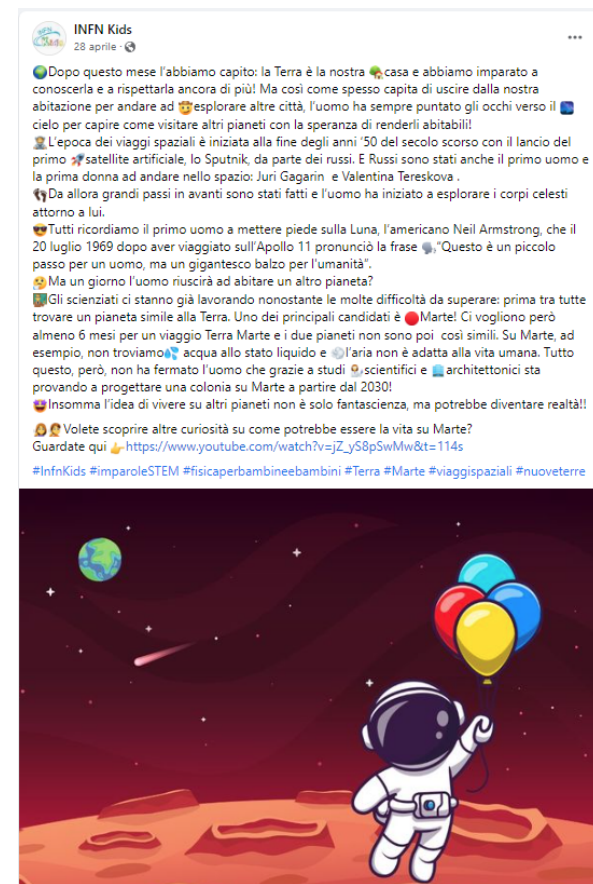 INFN Kids
28 aprile ·
🌍Dopo questo mese l'abbiamo capito: la Terra è la nostra 🏡casa e abbiamo imparato a
conoscerla e a rispettarla ancora di più! Ma così come spesso capita di uscire dalla nostra
abitazione per andare ad 🤠esplorare altre città, l'uomo ha sempre puntato gli occhi verso il 🌌
cielo per capire come visitare altri pianeti con la speranza di renderli abitabili!
👨‍🚀L'epoca dei viaggi spaziali è iniziata alla fine degli anni '50 del secolo scorso con il lancio del
primo 🚀satellite artificiale, lo Sputnik, da parte dei russi. E Russi sono stati anche il primo uomo e
la prima donna ad andare nello spazio: Juri Gagarin e Valentina Tereskova .
👣Da allora grandi passi in avanti sono stati fatti e l'uomo ha iniziato a esplorare i corpi celesti
attorno a lui.
😎Tutti ricordiamo il primo uomo a mettere piede sulla Luna, l'americano Neil Armstrong, che il
20 luglio 1969 dopo aver viaggiato sull'Apollo 11 pronunciò la frase 🗣,"Questo è un piccolo
passo per un uomo, ma un gigantesco balzo per l'umanità".
🤔Ma un giorno l'uomo riuscirà ad abitare un altro pianeta?
👩‍🏫Gli scienziati ci stanno già lavorando nonostante le molte difficoltà da superare: prima tra tutte
trovare un pianeta simile alla Terra. Uno dei principali candidati è 🔴Marte! Ci vogliono però
almeno 6 mesi per un viaggio Terra Marte e i due pianeti non sono poi così simili. Su Marte, ad
esempio, non troviamo💦 acqua allo stato liquido e 💨l'aria non è adatta alla vita umana. Tutto
questo, però, non ha fermato l'uomo che grazie a studi 👩‍🔬scientifici e 🏢architettonici sta
provando a progettare una colonia su Marte a partire dal 2030!
🤩Insomma l'idea di vivere su altri pianeti non è solo fantascienza, ma potrebbe diventare realtà!!
Volete scoprire altre curiosità su come potrebbe essere la vita su Marte?
Guardate qui 👉https://www.youtube.com/watch?v=jZ_yS8pSwMw&t=114s
#InfnKids #imparoleSTEM #fisicaperbambineebambini #Terra #Marte #viaggispaziali #nuoveterre